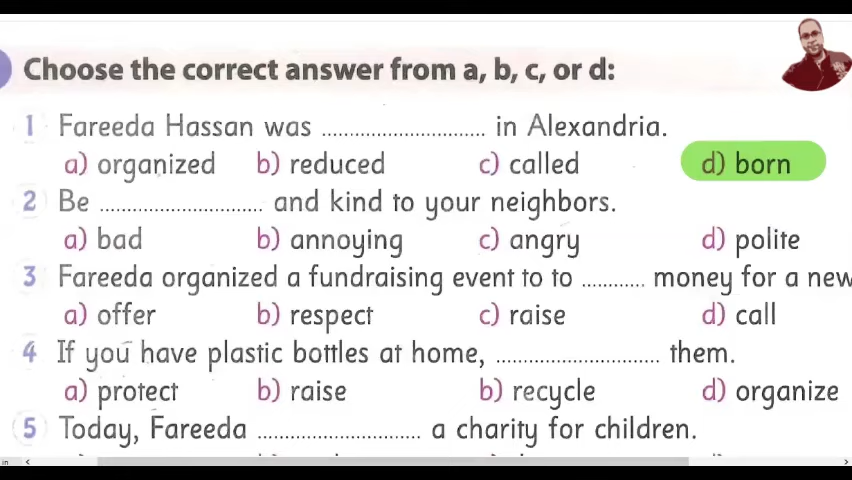 Choose the correct answer from a, b, c, or d:
1 Fareeda Hassan was .............................. in Alexandria.
a) organized b) reduced c) called d) born
2 Be .............................. and kind to your neighbors.
a) bad b) annoying c) angry d) polite
3 Fareeda organized a fundraising event to to ............ money for a new
a) offer b) respect c) raise d) call
4 If you have plastic bottles at home, .............................. them.
a) protect b) raise b) recycle d) organize
5 Today, Fareeda .............................. a charity for children.
in